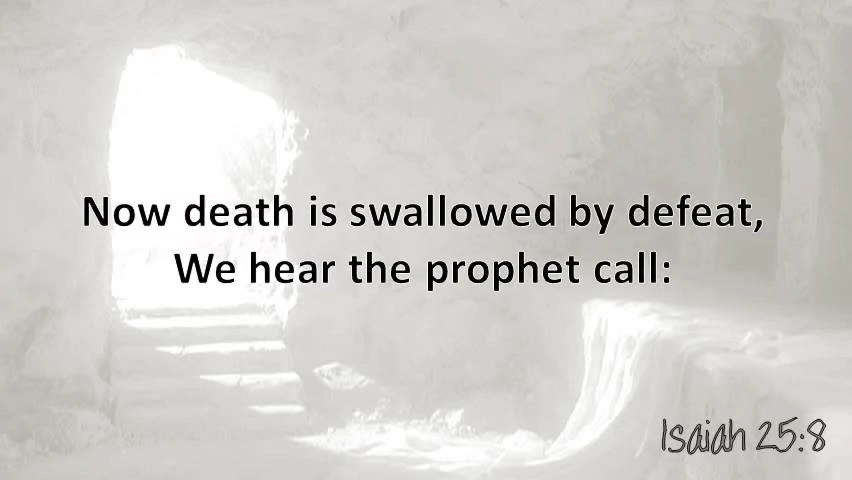 Now death is swallowed by defeat,
We hear the prophet call:
Isaiah 25:8